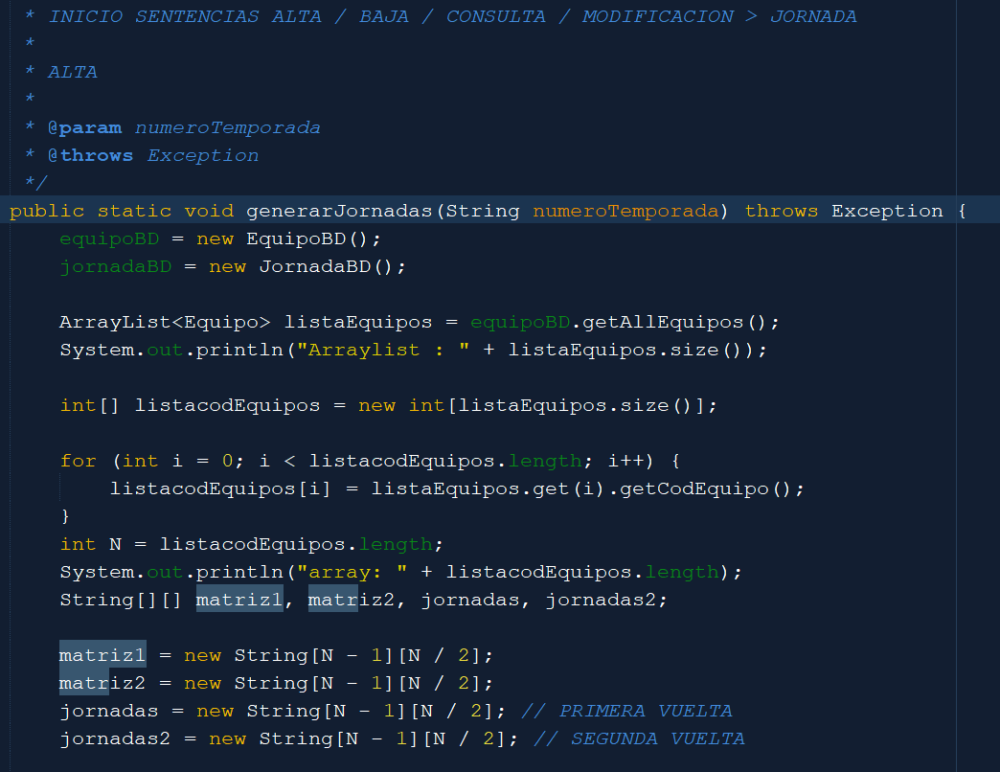 * INICIO SENTENCIAS ALTA / BAJA / CONSULTA / MODIFICACION > JORNADA
*
* ALTA
*
* @param numeroTemporada
* @throws Exception
*/
public static void generarJornadas(String numeroTemporada) throws Exception {
equipoBD = new EquipoBD();
jornadaBD = new JornadaBD();
ArrayList<Equipo> listaEquipos = equipoBD.getAllEquipos();
System.out.println("Arraylist : " + listaEquipos.size());
int[] listacodEquipos = new int[listaEquipos.size()];
for (int i = 0; i < listacodEquipos.length; i++) {
listacodEquipos[i] = listaEquipos.get(i).getCodEquipo();
}
int N = listacodEquipos.length;
System.out.println("array: " + listacodEquipos.length);
String[][] matriz1, matriz2, jornadas, jornadas2;
matriz1 = new String[N - 1][N / 2];
matriz2 = new String[N - 1][N / 2];
jornadas = new String[N - 1][N / 2]; // PRIMERA VUELTA
jornadas2 = new String[N - 1][N / 2]; // SEGUNDA VUELTA